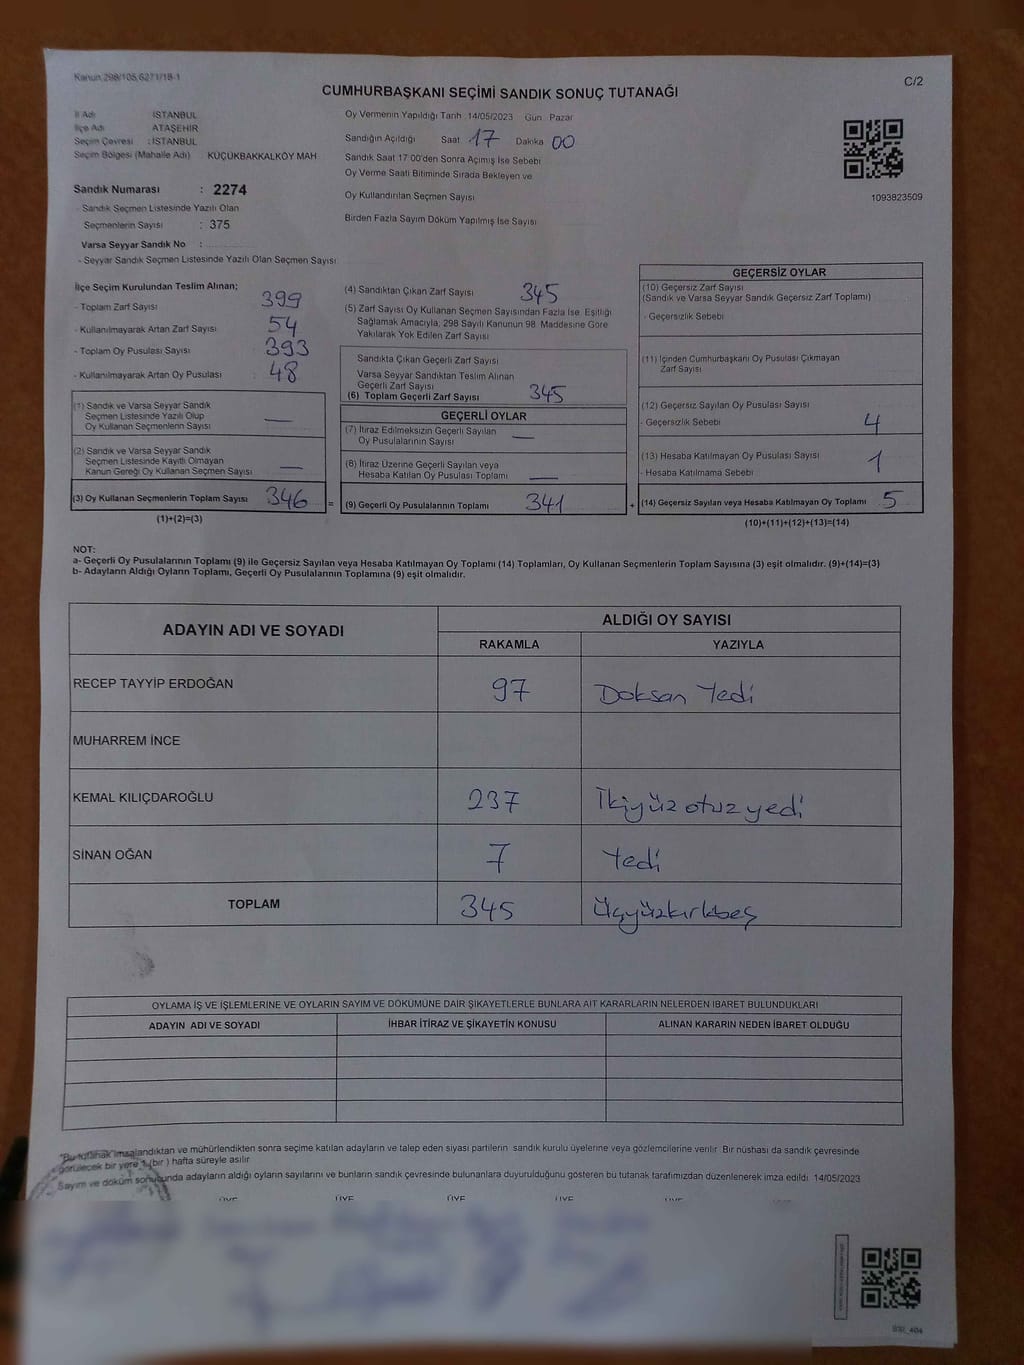 Kanun.298/105,6271/18-1
C/2
CUMHURBAŞKANI SEÇİMİ SANDIK SONUÇ TUTANAĞI
İl Adı : İSTANBUL
İlçe Adı ATAŞEHİR
Seçim Çevresi : İSTANBUL
Seçim Bölgesi (Mahalle Adı) KÜÇÜKBAKKALKÖY MAH
Sandık Numarası : 2274
- Sandık Seçmen Listesinde Yazılı Olan
Seçmenlerin Sayısı : 375
Varsa Seyyar Sandık No :
- Seyyar Sandık Seçmen Listesinde Yazılı Olan Seçmen Sayısı
Oy Vermenin Yapıldığı Tarih 14/05/2023 Gün Pazar
Sandığın Açıldığı Saat 17 Dakika 00
Sandık Saat 17:00'den Sonra Açımış İse Sebebi
Oy Verme Saati Bitiminde Sırada Bekleyen ve
Oy Kullandırılan Seçmen Sayısı
Birden Fazla Sayım Döküm Yapılmış İse Sayısı
1093823509
İlçe Seçim Kurulundan Teslim Alınan;
- Toplam Zarf Sayısı 399
- Kullanılmayarak Artan Zarf Sayısı 54
- Toplam Oy Pusulası Sayısı 393
- Kullanılmayarak Artan Oy Pusulası 48
(1) Sandık ve Varsa Seyyar Sandık
Seçmen Listesinde Yazılı Olup
Oy Kullanan Seçmenlerin Sayısı —
(2) Sandık ve Varsa Seyyar Sandık
Seçmen Listesinde Kayıtlı Olmayan
Kanun Gereği Oy Kullanan Seçmen Sayısı —
(3) Oy Kullanan Seçmenlerin Toplam Sayısı 346 =
(1)+(2)=(3)
(4) Sandıktan Çıkan Zarf Sayısı 345
(5) Zarf Sayısı Oy Kullanan Seçmen Sayısından Fazla İse, Eşitliği
Sağlamak Amacıyla, 298 Sayılı Kanunun 98. Maddesine Göre
Yakılarak Yok Edilen Zarf Sayısı
Sandıkta Çıkan Geçerli Zarf Sayısı
Varsa Seyyar Sandıktan Teslim Alınan
Geçerli Zarf Sayısı
(6) Toplam Geçerli Zarf Sayısı 345
GEÇERLİ OYLAR
(7) İtiraz Edilmeksizin Geçerli Sayılan
Oy Pusulalarının Sayısı —
(8) İtiraz Üzerine Geçerli Sayılan veya
Hesaba Katılan Oy Pusulası Toplamı —
(9) Geçerli Oy Pusulalarının Toplamı 341 +
GEÇERSİZ OYLAR
(10) Geçersiz Zarf Sayısı
(Sandık ve Varsa Seyyar Sandık Geçersiz Zarf Toplamı)
- Geçersizlik Sebebi
(11) İçinden Cumhurbaşkanı Oy Pusulası Çıkmayan
Zarf Sayısı
(12) Geçersiz Sayılan Oy Pusulası Sayısı
- Geçersizlik Sebebi 4
(13) Hesaba Katılmayan Oy Pusulası Sayısı
- Hesaba Katılmama Sebebi 1
(14) Geçersiz Sayılan veya Hesaba Katılmayan Oy Toplamı 5
(10)+(11)+(12)+(13)=(14)
NOT:
a- Geçerli Oy Pusulalarının Toplamı (9) ile Geçersiz Sayılan veya Hesaba Katılmayan Oy Toplamı (14) Toplamları, Oy Kullanan Seçmenlerin Toplam Sayısına (3) eşit olmalıdır. (9)+(14)=(3)
b- Adayların Aldığı Oyların Toplamı, Geçerli Oy Pusulalarının Toplamına (9) eşit olmalıdır.
ADAYIN ADI VE SOYADI ALDIĞI OY SAYISI
RAKAMLA YAZIYLA
RECEP TAYYİP ERDOĞAN 97 Doksan Yedi
MUHARREM İNCE
KEMAL KILIÇDAROĞLU 237 İkiyüz otuz yedi
SİNAN OĞAN 7 Yedi
TOPLAM 345 Üçyüzkırkbeş
OYLAMA İŞ VE İŞLEMLERİNE VE OYLARIN SAYIM VE DÖKÜMÜNE DAİR ŞİKAYETLERLE BUNLARA AİT KARARLARIN NELERDEN İBARET BULUNDUKLARI
ADAYIN ADI VE SOYADI İHBAR İTİRAZ VE ŞİKAYETİN KONUSU ALINAN KARARIN NEDEN İBARET OLDUĞU
"Bu tutanak imzalandıktan ve mühürlendikten sonra seçime katılan adayların ve talep eden siyasi partilerin sandık kurulu üyelerine veya gözlemcilerine verilir. Bir nüshası da sandık çevresinde
görülecek bir yere 1 (bir) hafta süreyle asılır.
Sayım ve döküm sonucunda adayların aldığı oyların sayılarını ve bunların sandık çevresinde bulunanlara duyurulduğunu gösteren bu tutanak tarafımızdan düzenlenerek imza edildi. 14/05/2023
ÜYE ÜYE ÜYE ÜYE ÜYE